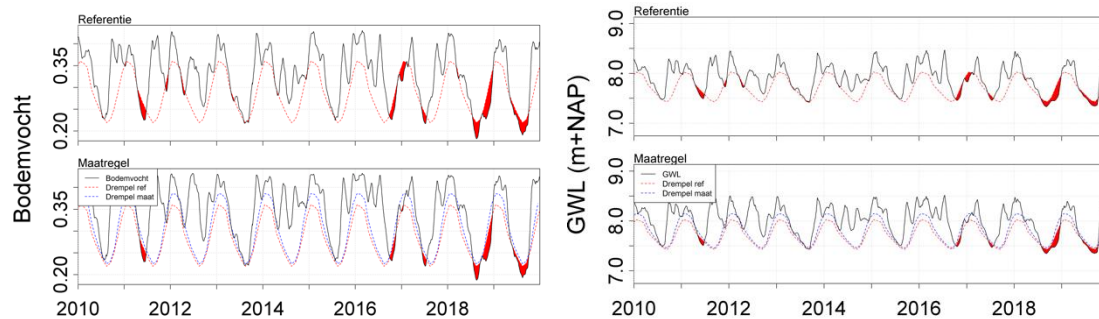 Referentie
0.20 0.35
Maatregel
Bodemvocht
Drempel ref
Drempel maat
0.20 0.35
Bodemvocht
2010 2012 2014 2016 2018
Referentie
7.0 8.0 9.0
Maatregel
GWL
Drempel ref
Drempel maat
7.0 8.0 9.0
GWL (m+NAP)
2010 2012 2014 2016 2018